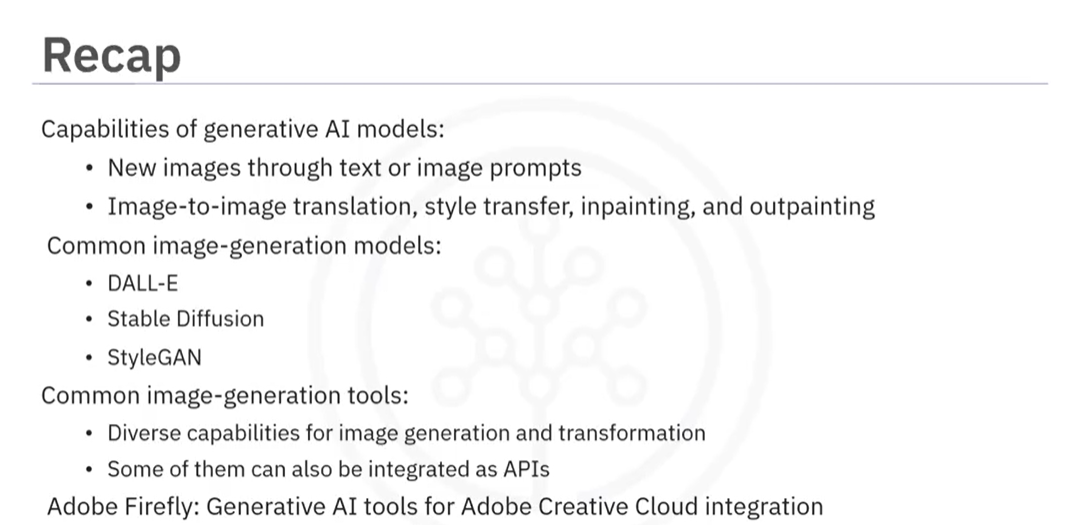 Recap
Capabilities of generative AI models:
• New images through text or image prompts
• Image-to-image translation, style transfer, inpainting, and outpainting
Common image-generation models:
• DALL-E
• Stable Diffusion
• StyleGAN
Common image-generation tools:
• Diverse capabilities for image generation and transformation
• Some of them can also be integrated as APIs
Adobe Firefly: Generative AI tools for Adobe Creative Cloud integration